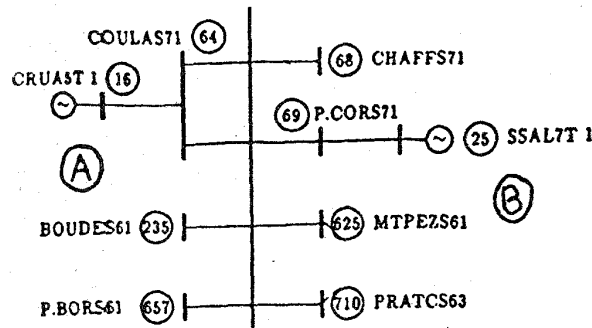 COULAS71 64
68 CHAFFS71
CRUA5T 1 16
69 P.CORS71
~
~ 25 SSAL7T 1
A
B
BOUDES61 235
625 MTPEZS61
P.BORS61 657
710 PRATCS63